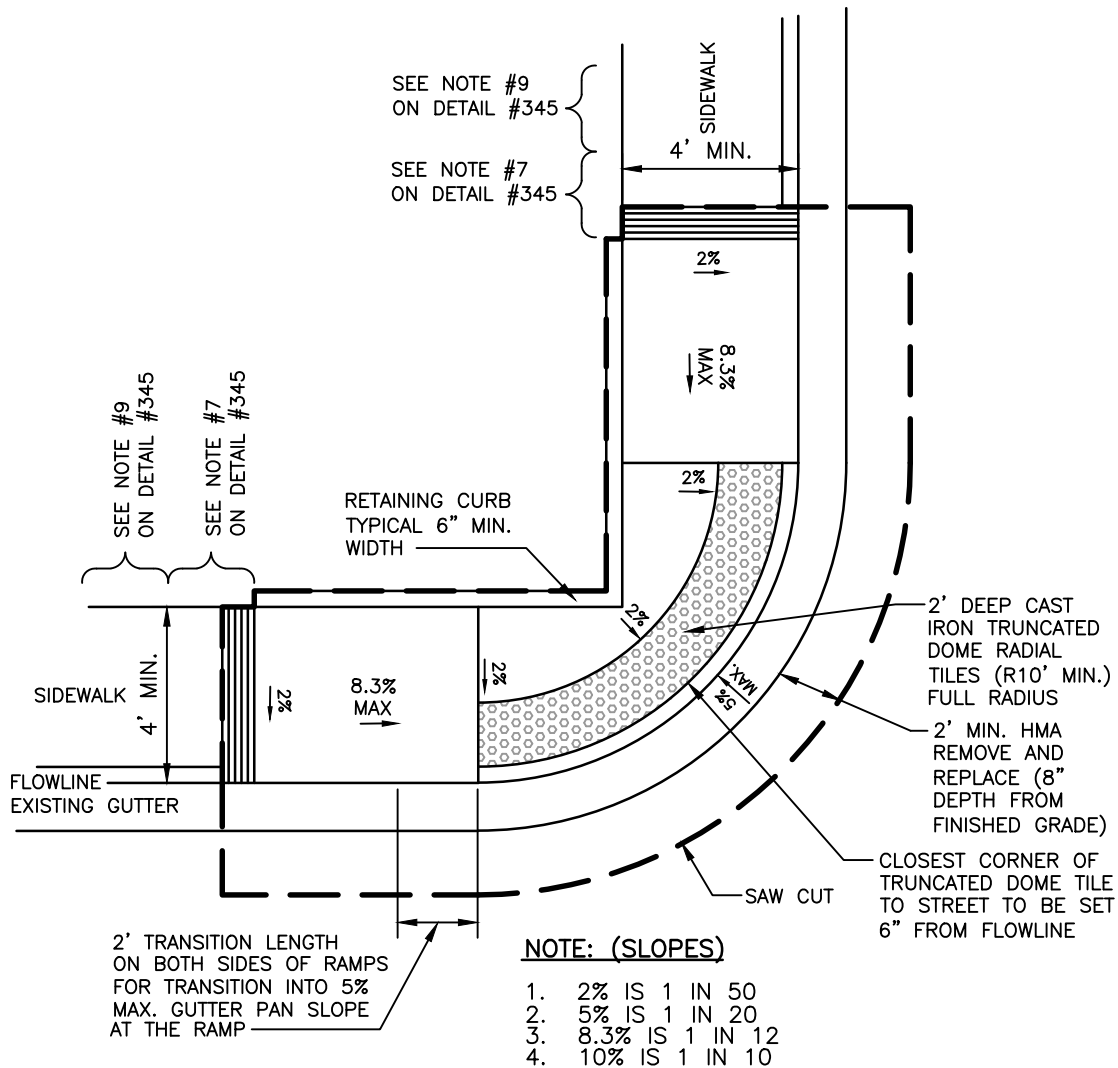 SEE NOTE #9
ON DETAIL #345
SEE NOTE #7
ON DETAIL #345
SIDEWALK
4' MIN.
2%
8.3%
MAX
SEE NOTE #9
ON DETAIL #345
SEE NOTE #7
ON DETAIL #345
RETAINING CURB
TYPICAL 6" MIN.
WIDTH
2%
2%
2%
SIDEWALK
4' MIN.
2%
8.3%
MAX
5%
MAX.
FLOWLINE
EXISTING GUTTER
2' DEEP CAST
IRON TRUNCATED
DOME RADIAL
TILES (R10' MIN.)
FULL RADIUS
2' MIN. HMA
REMOVE AND
REPLACE (8"
DEPTH FROM
FINISHED GRADE)
CLOSEST CORNER OF
TRUNCATED DOME TILE
TO STREET TO BE SET
6" FROM FLOWLINE
SAW CUT
2' TRANSITION LENGTH
ON BOTH SIDES OF RAMPS
FOR TRANSITION INTO 5%
MAX. GUTTER PAN SLOPE
AT THE RAMP
NOTE: (SLOPES)
1. 2% IS 1 IN 50
2. 5% IS 1 IN 20
3. 8.3% IS 1 IN 12
4. 10% IS 1 IN 10